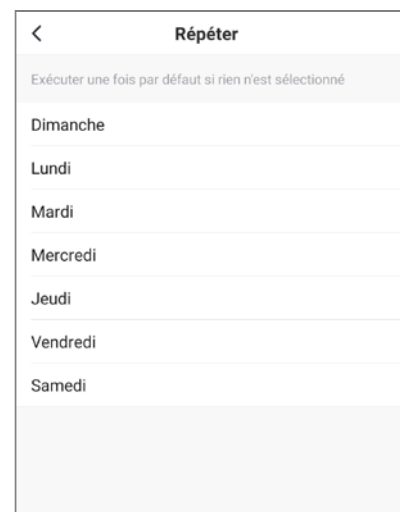 Répéter
Exécuter une fois par défaut si rien n'est sélectionné
Dimanche
Lundi
Mardi
Mercredi
Jeudi
Vendredi
Samedi